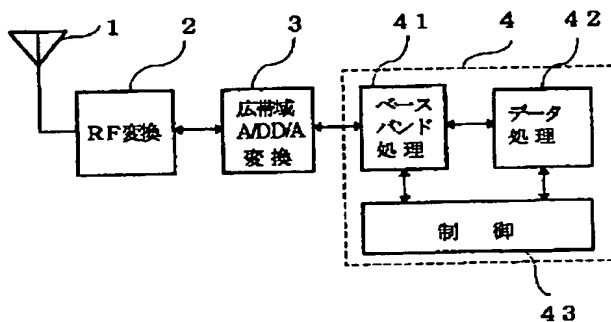 1
2
3
41
4
42
RF変換
広帯域
A/DD/A
変換
ベース
バンド
処理
データ
処理
制御
43